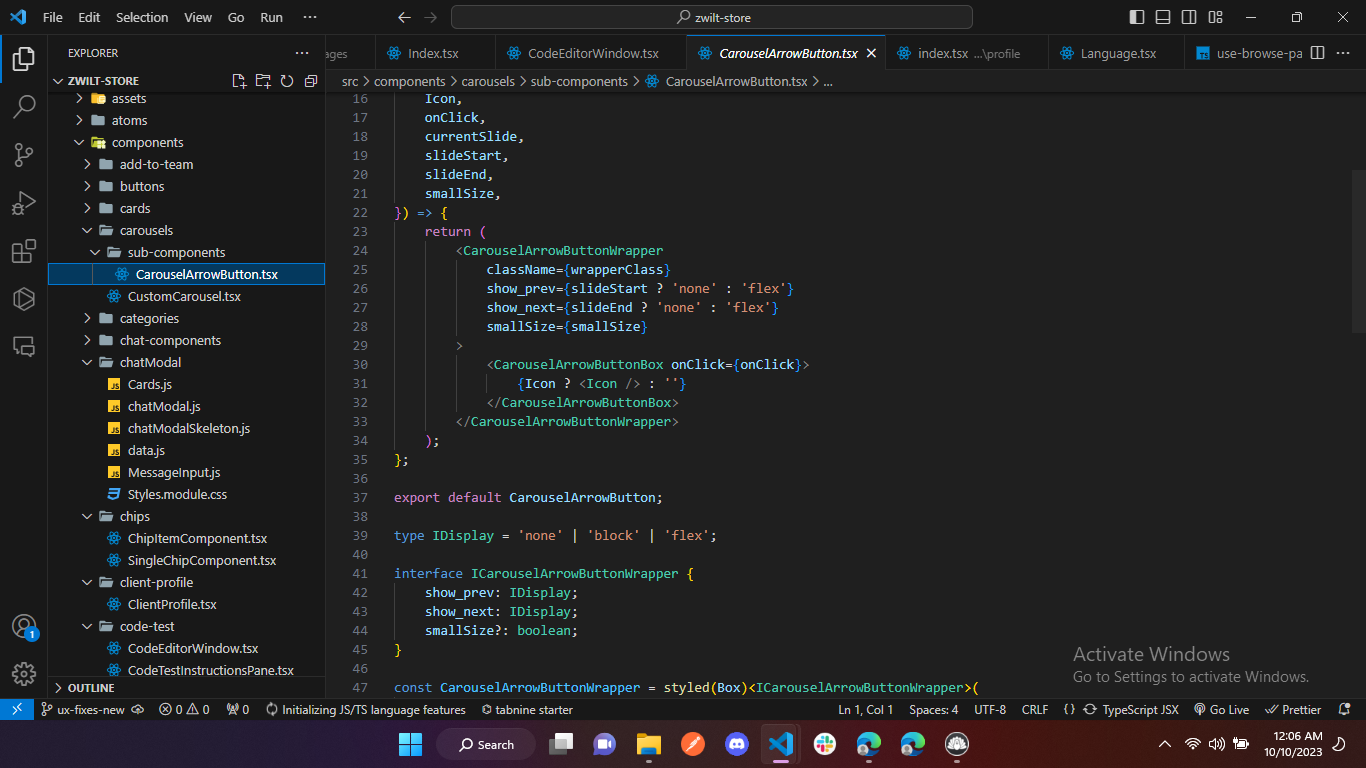 File Edit Selection View Go Run ··· zwilt-store
EXPLORER ···
ages Index.tsx CodeEditorWindow.tsx CarouselArrowButton.tsx index.tsx ...\profile Language.tsx TS use-browse-pa ···
ZWILT-STORE
src > components > carousels > sub-components > CarouselArrowButton.tsx > ...
assets
atoms
components
add-to-team
buttons
cards
carousels
sub-components
CarouselArrowButton.tsx
CustomCarousel.tsx
categories
chat-components
chatModal
JS Cards.js
JS chatModal.js
JS chatModalSkeleton.js
JS data.js
JS MessageInput.js
Styles.module.css
chips
ChipItemComponent.tsx
SingleChipComponent.tsx
client-profile
ClientProfile.tsx
code-test
CodeEditorWindow.tsx
CodeTestInstructionsPane.tsx
OUTLINE
16 Icon,
17 onClick,
18 currentSlide,
19 slideStart,
20 slideEnd,
21 smallSize,
22 }) => {
23 return (
24 <CarouselArrowButtonWrapper
25 className={wrapperClass}
26 show_prev={slideStart ? 'none' : 'flex'}
27 show_next={slideEnd ? 'none' : 'flex'}
28 smallSize={smallSize}
29 >
30 <CarouselArrowButtonBox onClick={onClick}>
31 {Icon ? <Icon /> : ''}
32 </CarouselArrowButtonBox>
33 </CarouselArrowButtonWrapper>
34 );
35 };
36
37 export default CarouselArrowButton;
38
39 type IDisplay = 'none' | 'block' | 'flex';
40
41 interface ICarouselArrowButtonWrapper {
42 show_prev: IDisplay;
43 show_next: IDisplay;
44 smallSize?: boolean;
45 }
46
47 const CarouselArrowButtonWrapper = styled(Box)<ICarouselArrowButtonWrapper>(
Activate Windows
Go to Settings to activate Windows.
1
ux-fixes-new 0 0 0 Initializing JS/TS language features tabnine starter Ln 1, Col 1 Spaces: 4 UTF-8 CRLF {} TypeScript JSX Go Live Prettier
Search
12:06 AM
10/10/2023